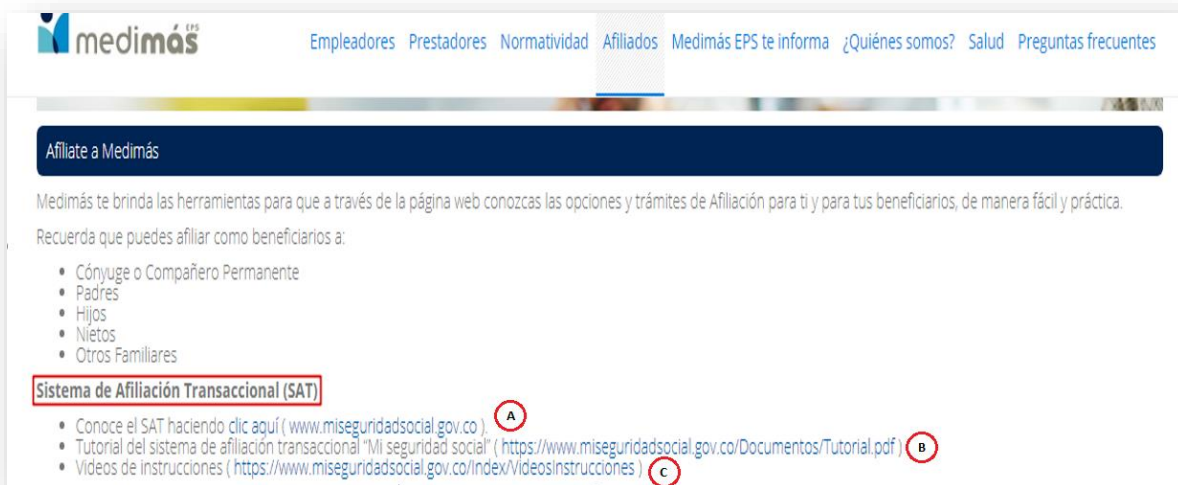 medimás EPS
Empleadores Prestadores Normatividad Afiliados Medimás EPS te informa ¿Quiénes somos? Salud Preguntas frecuentes
Afíliate a Medimás
Medimás te brinda las herramientas para que a través de la página web conozcas las opciones y trámites de Afiliación para ti y para tus beneficiarios, de manera fácil y práctica.
Recuerda que puedes afiliar como beneficiarios a:
• Cónyuge o Compañero Permanente
• Padres
• Hijos
• Nietos
• Otros Familiares
Sistema de Afiliación Transaccional (SAT)
• Conoce el SAT haciendo clic aquí ( www.miseguridadsocial.gov.co ). A
• Tutorial del sistema de afiliación transaccional "Mi seguridad social" ( https://www.miseguridadsocial.gov.co/Documentos/Tutorial.pdf ) B
• Videos de instrucciones ( https://www.miseguridadsocial.gov.co/Index/VideosInstrucciones ) C